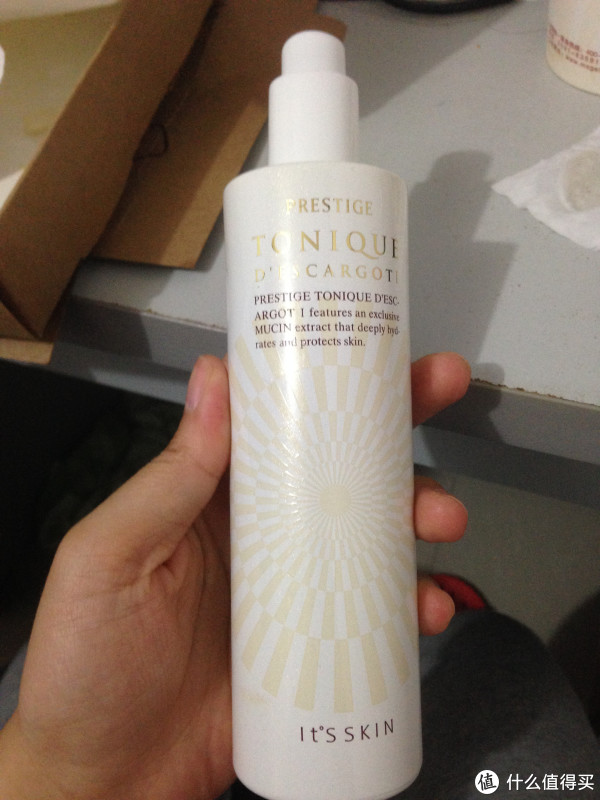 PRESTIGE
TONIQUE
D'ESCARGOT I
PRESTIGE TONIQUE D'ESC-
ARGOT I features an exclusive
MUCIN extract that deeply hyd-
rates and protects skin.
It'S SKIN
值 什么值得买